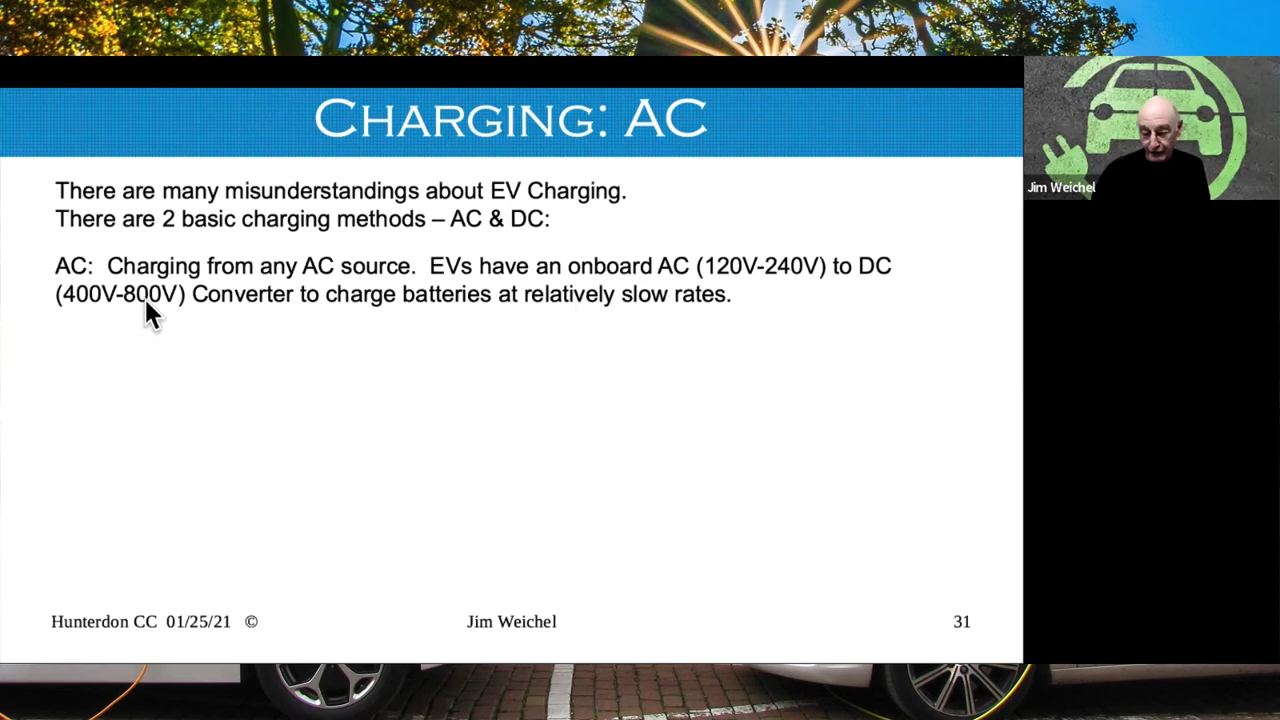 CHARGING: AC
Jim Weichel
There are many misunderstandings about EV Charging.
There are 2 basic charging methods – AC & DC:
AC:  Charging from any AC source.  EVs have an onboard AC (120V-240V) to DC
(400V-800V) Converter to charge batteries at relatively slow rates.
Hunterdon CC  01/25/21   ©
Jim Weichel
31